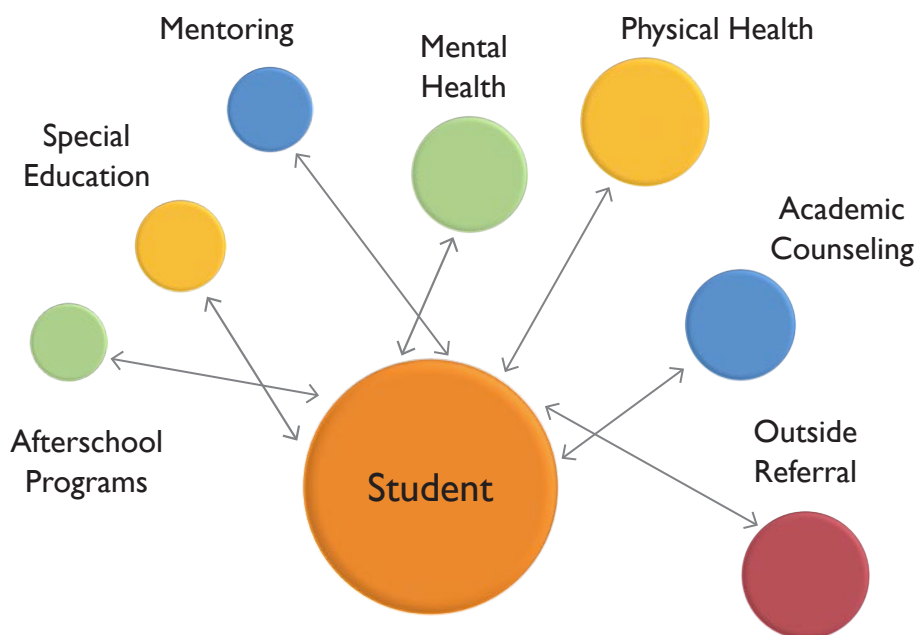 Mentoring
Mental
Health
Physical Health
Special
Education
Academic
Counseling
Afterschool
Programs
Student
Outside
Referral